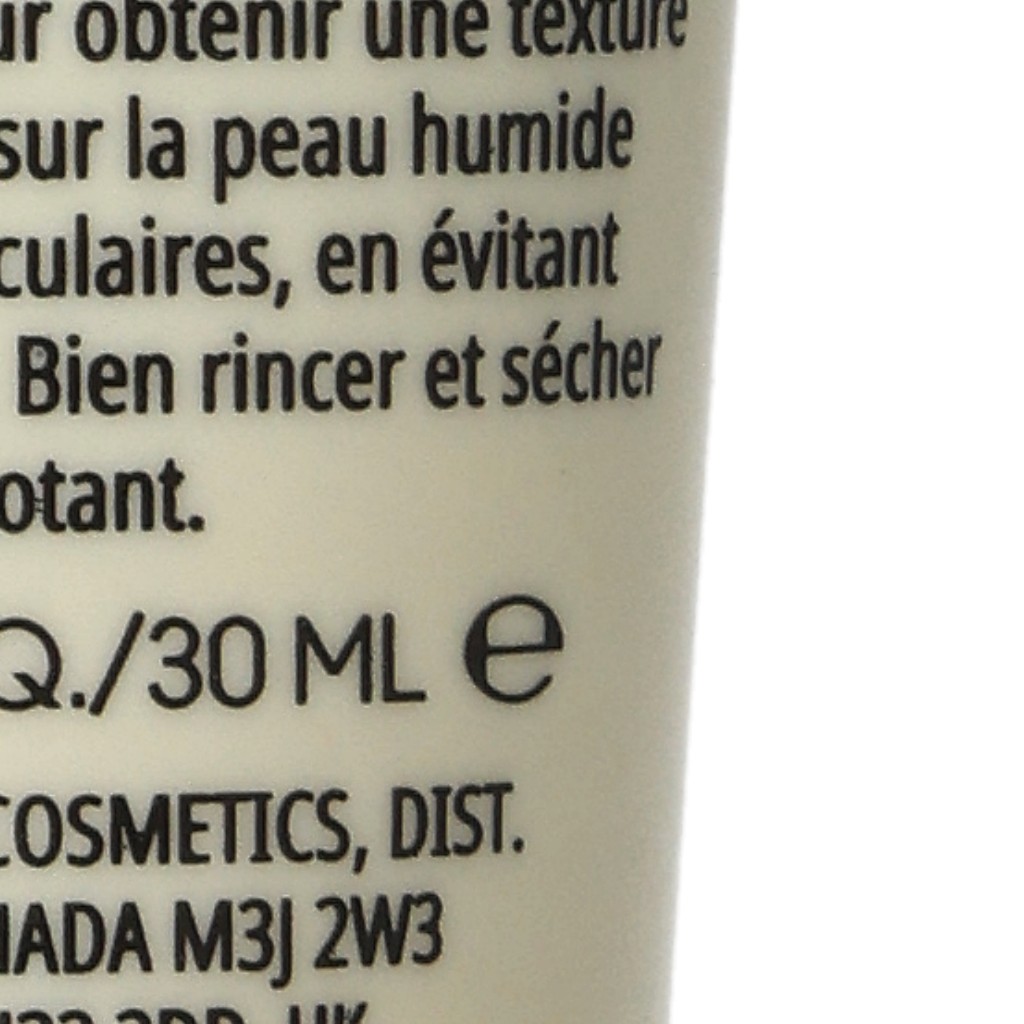 ur obtenir une texture
sur la peau humide
culaires, en évitant
Bien rincer et sécher
otant.
Q./30 ML ℮
COSMETICS, DIST.
NADA M3J 2W3
UK